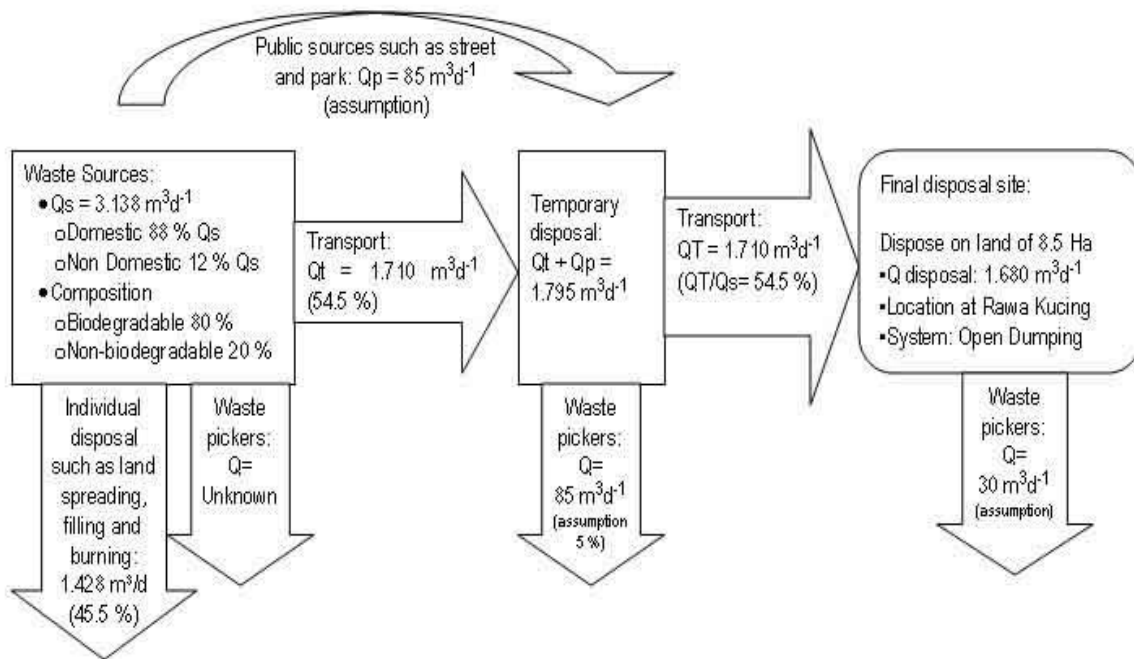 Public sources such as street
and park: Qp = 85 m³d⁻¹
(assumption)
Waste Sources:
●Qs = 3.138 m³d⁻¹
oDomestic 88 % Qs
oNon Domestic 12 % Qs
●Composition
oBiodegradable 80 %
oNon-biodegradable 20 %
Transport:
Qt = 1.710 m³d⁻¹
(54.5 %)
Temporary
disposal:
Qt + Qp =
1.795 m³d⁻¹
Transport:
QT = 1.710 m³d⁻¹
(QT/Qs= 54.5 %)
Final disposal site:
Dispose on land of 8.5 Ha
▪Q disposal: 1.680 m³d⁻¹
▪Location at Rawa Kucing
▪System: Open Dumping
Individual
disposal
such as land
spreading,
filling and
burning:
1.428 m³/d
(45.5 %)
Waste
pickers:
Q=
Unknown
Waste
pickers:
Q=
85 m³d⁻¹
(assumption
5 %)
Waste
pickers:
Q=
30 m³d⁻¹
(assumption)